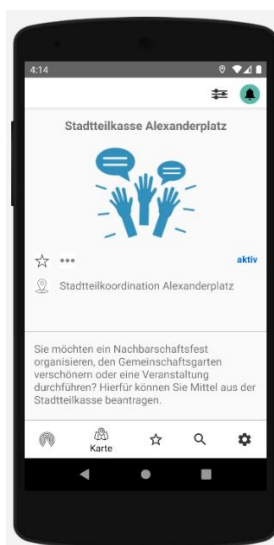 4:14
Stadtteilkasse Alexanderplatz
aktiv
Stadtteilkoordination Alexanderplatz
Sie möchten ein Nachbarschaftsfest
organisieren, den Gemeinschaftsgarten
verschönern oder eine Veranstaltung
durchführen? Hierfür können Sie Mittel aus der
Stadtteilkasse beantragen.
Karte